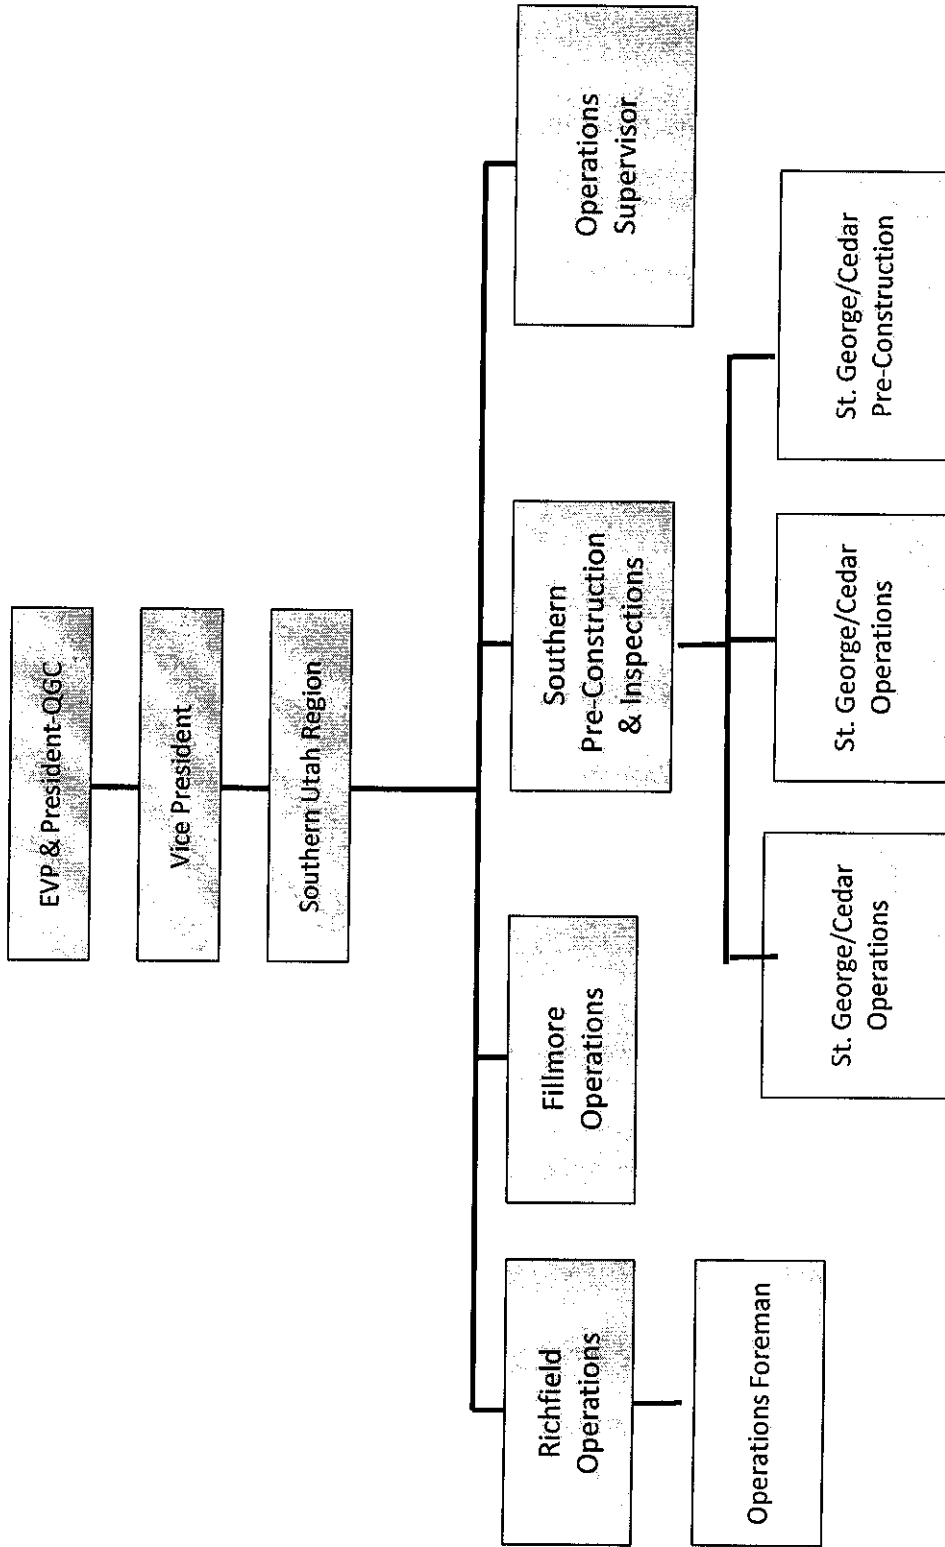 EVP & President-QGC
Vice President
Southern Utah Region
Richfield
Operations
Fillmore
Operations
Southern
Pre-Construction
& Inspections
Operations
Supervisor
Operations Foreman
St. George/Cedar
Operations
St. George/Cedar
Operations
St. George/Cedar
Pre-Construction